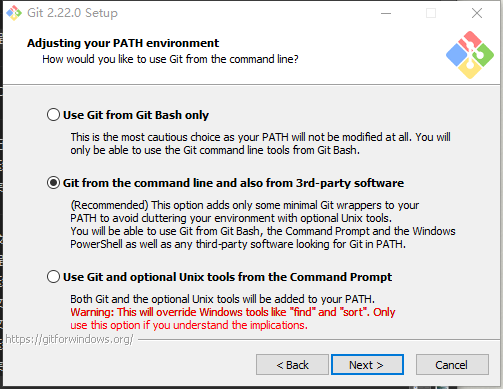 Git 2.22.0 Setup
Adjusting your PATH environment
How would you like to use Git from the command line?
Use Git from Git Bash only
This is the most cautious choice as your PATH will not be modified at all. You will
only be able to use the Git command line tools from Git Bash.
Git from the command line and also from 3rd-party software
(Recommended) This option adds only some minimal Git wrappers to your
PATH to avoid cluttering your environment with optional Unix tools.
You will be able to use Git from Git Bash, the Command Prompt and the Windows
PowerShell as well as any third-party software looking for Git in PATH.
Use Git and optional Unix tools from the Command Prompt
Both Git and the optional Unix tools will be added to your PATH.
Warning: This will override Windows tools like "find" and "sort". Only
use this option if you understand the implications.
https://gitforwindows.org/
< Back
Next >
Cancel